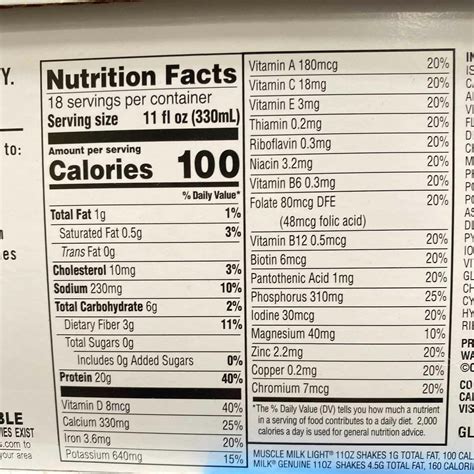 Nutrition Facts
18 servings per container
Serving size 11 fl oz (330mL)
Amount per serving
Calories 100
% Daily Value*
Total Fat 1g 1%
Saturated Fat 0.5g 3%
Trans Fat 0g
Cholesterol 10mg 3%
Sodium 230mg 10%
Total Carbohydrate 6g 2%
Dietary Fiber 3g 11%
Total Sugars 0g
Includes 0g Added Sugars 0%
Protein 20g 40%
Vitamin D 8mcg 40%
Calcium 330mg 25%
Iron 3.6mg 20%
Potassium 640mg 15%
Vitamin A 180mcg 20%
Vitamin C 18mg 20%
Vitamin E 3mg 20%
Thiamin 0.2mg 20%
Riboflavin 0.3mg 20%
Niacin 3.2mg 20%
Vitamin B6 0.3mg 20%
Folate 80mcg DFE 20%
(48mcg folic acid)
Vitamin B12 0.5mcg 20%
Biotin 6mcg 20%
Pantothenic Acid 1mg 20%
Phosphorus 310mg 25%
Iodine 30mcg 20%
Magnesium 40mg 10%
Zinc 2.2mg 20%
Copper 0.2mg 20%
Chromium 7mcg 20%
*The % Daily Value (DV) tells you how much a nutrient
in a serving of food contributes to a daily diet. 2,000
calories a day is used for general nutrition advice.
MUSCLE MILK LIGHT® 11OZ SHAKES 1G TOTAL FAT, 100 CAL
MILK® GENUINE 11OZ SHAKES 4.5G TOTAL FAT, 160 CALORI
to:
s.com to
your area